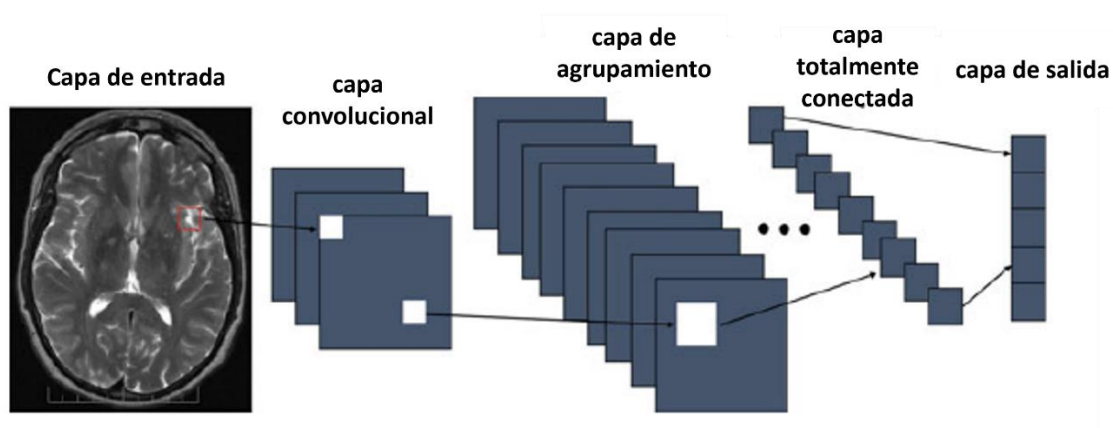 Capa de entrada
capa
convolucional
capa de
agrupamiento
capa
totalmente
conectada
capa de salida